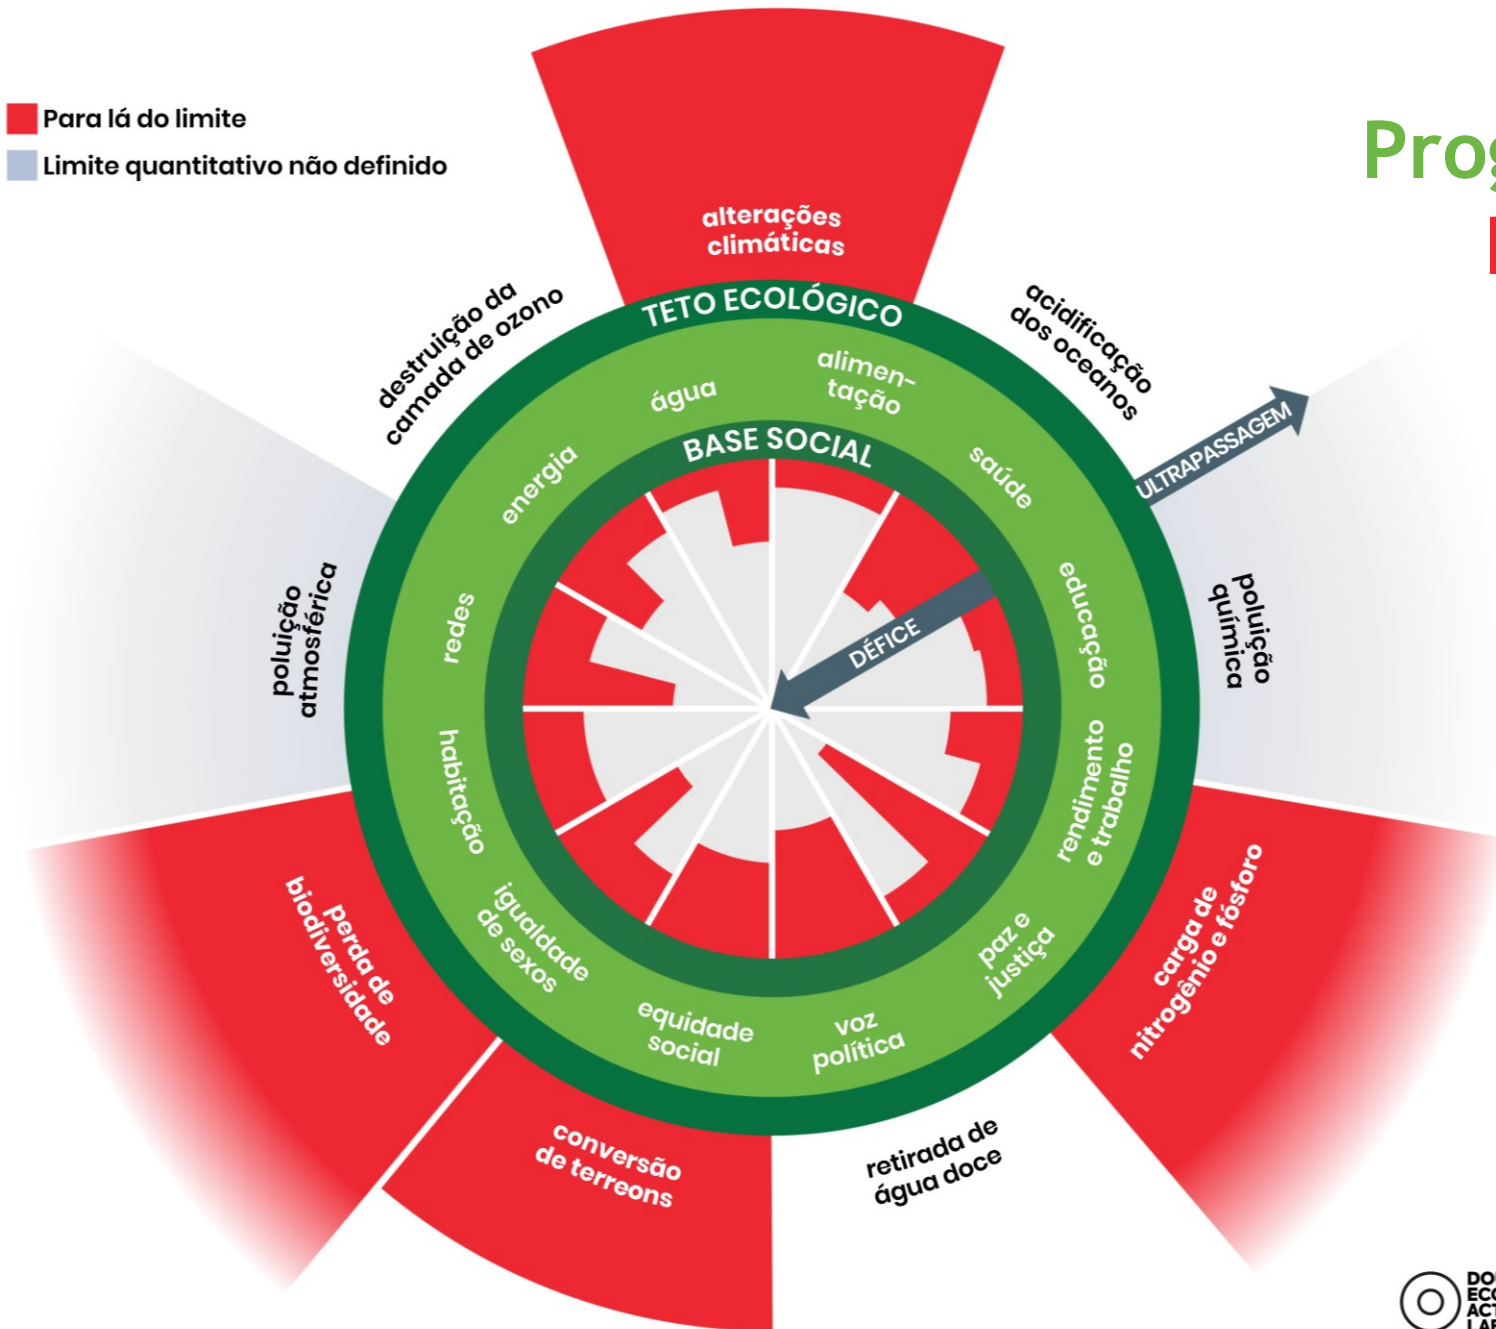 Para lá do limite
Limite quantitativo não definido
alterações
climáticas
TETO ECOLÓGICO
destruição da
camada de ozono
acidificação
dos oceanos
água
alimen-
tação
BASE SOCIAL
energia
saúde
ULTRAPASSAGEM
poluição
atmosférica
redes
DÉFICE
educação
poluição
química
habitação
rendimento
e trabalho
perda de
biodiversidade
igualdade
de sexos
paz e
justiça
carga de
nitrogênio e fósforo
equidade
social
voz
política
conversão
de terreons
retirada de
água doce